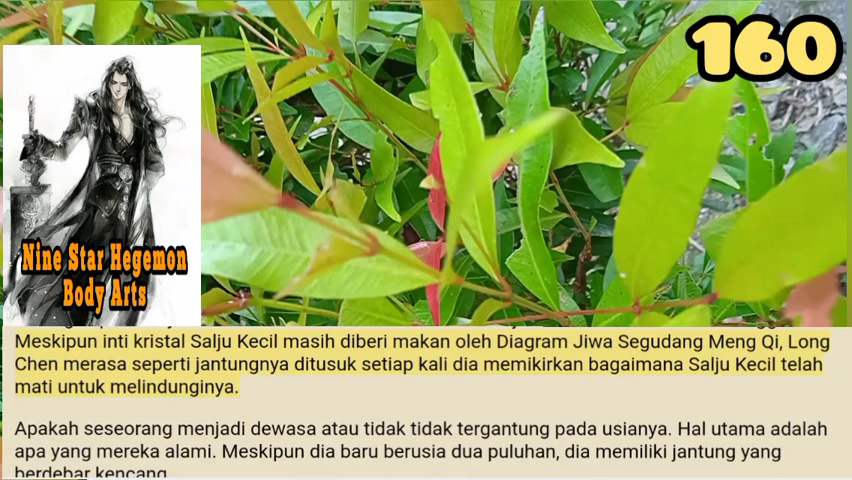 160
Nine Star Hegemon
Body Arts
Meskipun inti kristal Salju Kecil masih diberi makan oleh Diagram Jiwa Segudang Meng Qi, Long
Chen merasa seperti jantungnya ditusuk setiap kali dia memikirkan bagaimana Salju Kecil telah
mati untuk melindunginya.
Apakah seseorang menjadi dewasa atau tidak tidak tergantung pada usianya. Hal utama adalah
apa yang mereka alami. Meskipun dia baru berusia dua puluhan, dia memiliki jantung yang
berdebar kencang